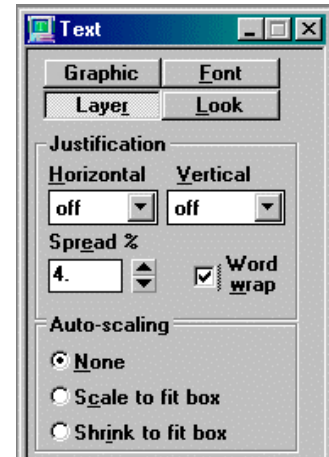 Text
Graphic Font
Layer Look
Justification
Horizontal Vertical
off off
Spread %
4. Word wrap
Auto-scaling
None
Scale to fit box
Shrink to fit box